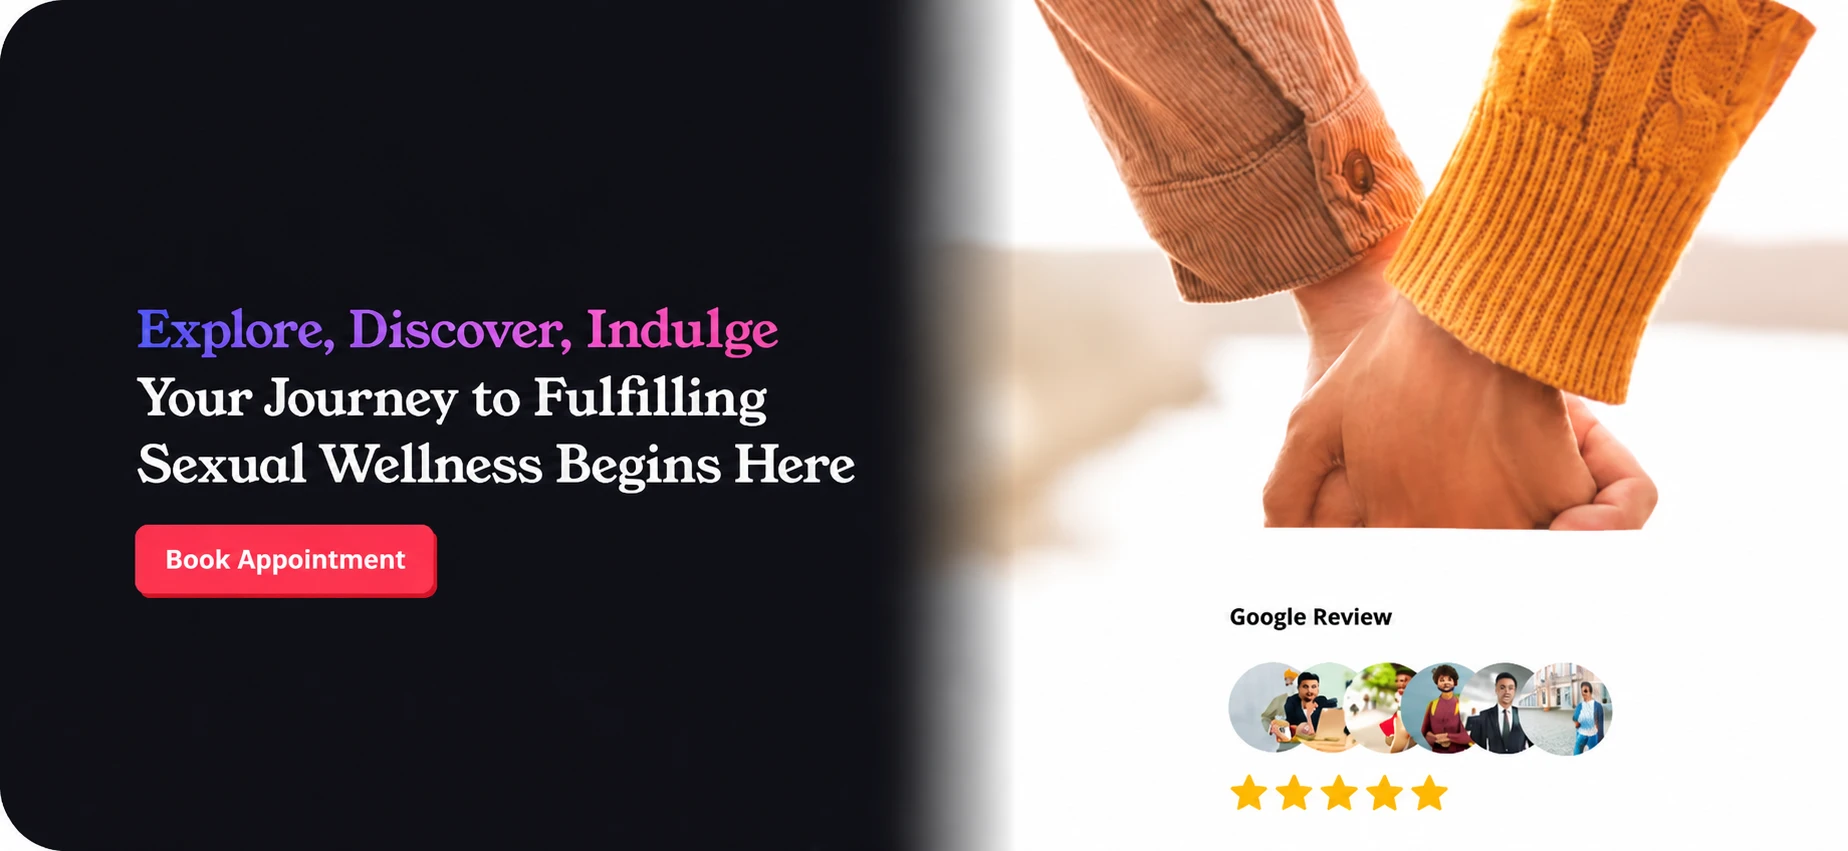 Explore, Discover, Indulge
Your Journey to Fulfilling
Sexual Wellness Begins Here
Book Appointment
Google Review